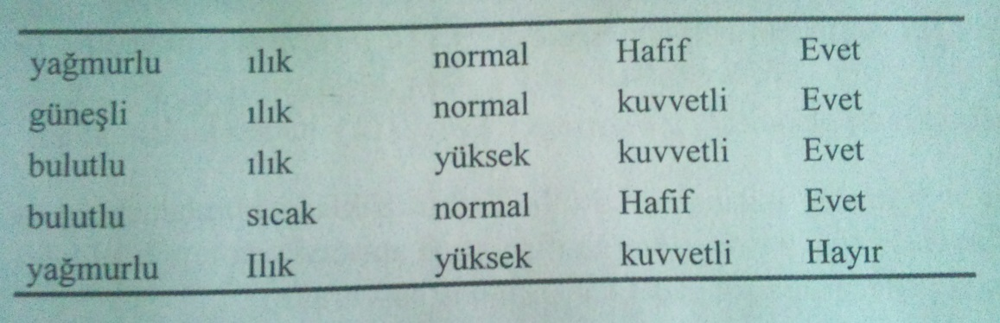 yağmurlu ılık normal Hafif Evet
güneşli ılık normal kuvvetli Evet
bulutlu ılık yüksek kuvvetli Evet
bulutlu sıcak normal Hafif Evet
yağmurlu Ilık yüksek kuvvetli Hayır